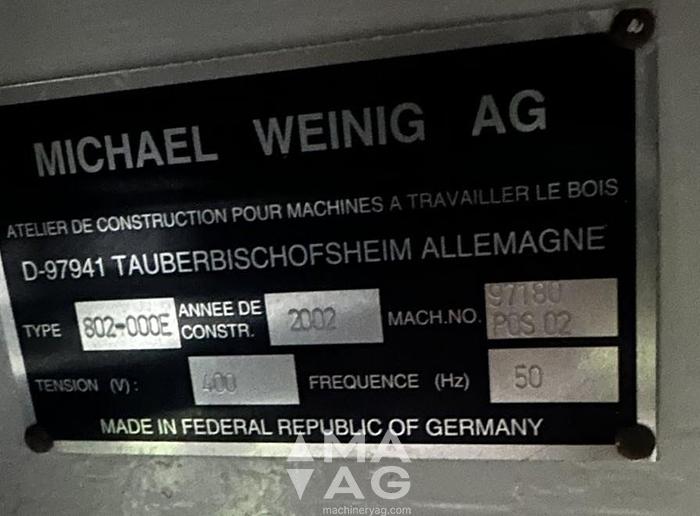 MICHAEL WEINIG AG
ATELIER DE CONSTRUCTION POUR MACHINES A TRAVAILLER LE BOIS
D-97941 TAUBERBISCHOFSHEIM ALLEMAGNE
TYPE 802-000E ANNEE DE CONSTR. 2002 MACH.NO. 97180 POS 02
TENSION (V): 400 FREQUENCE (Hz) 50
MADE IN FEDERAL REPUBLIC OF GERMANY
MA
AG
machineryag.com